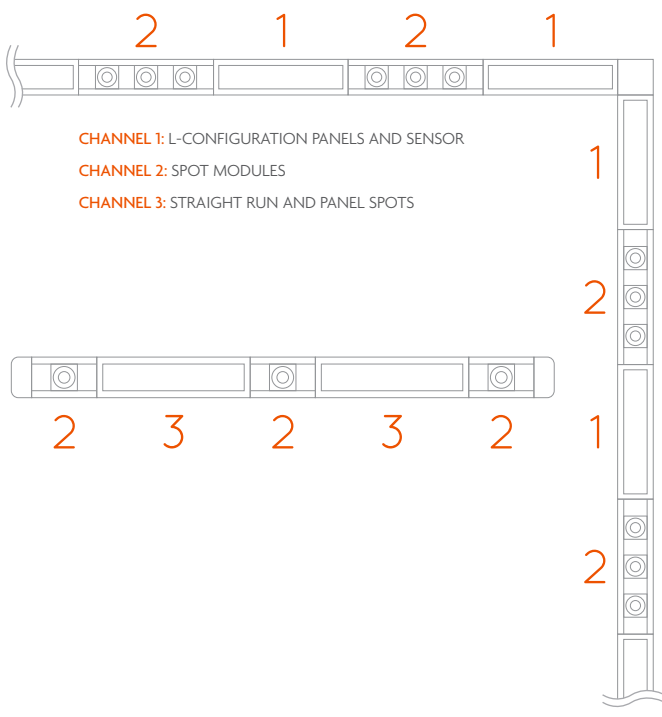 2 1 2 1
CHANNEL 1: L-CONFIGURATION PANELS AND SENSOR
1
CHANNEL 2: SPOT MODULES
CHANNEL 3: STRAIGHT RUN AND PANEL SPOTS
2
2 3 2 3 2
1
2